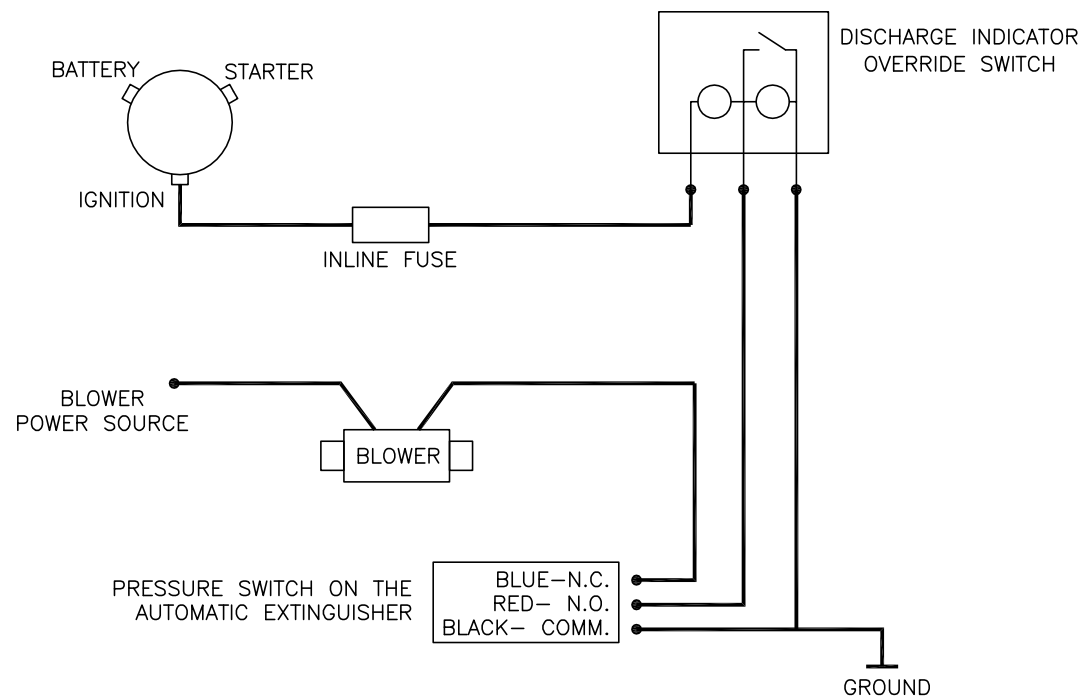 DISCHARGE INDICATOR
OVERRIDE SWITCH
BATTERY
STARTER
IGNITION
INLINE FUSE
BLOWER
POWER SOURCE
BLOWER
PRESSURE SWITCH ON THE
AUTOMATIC EXTINGUISHER
BLUE-N.C.
RED- N.O.
BLACK- COMM.
GROUND